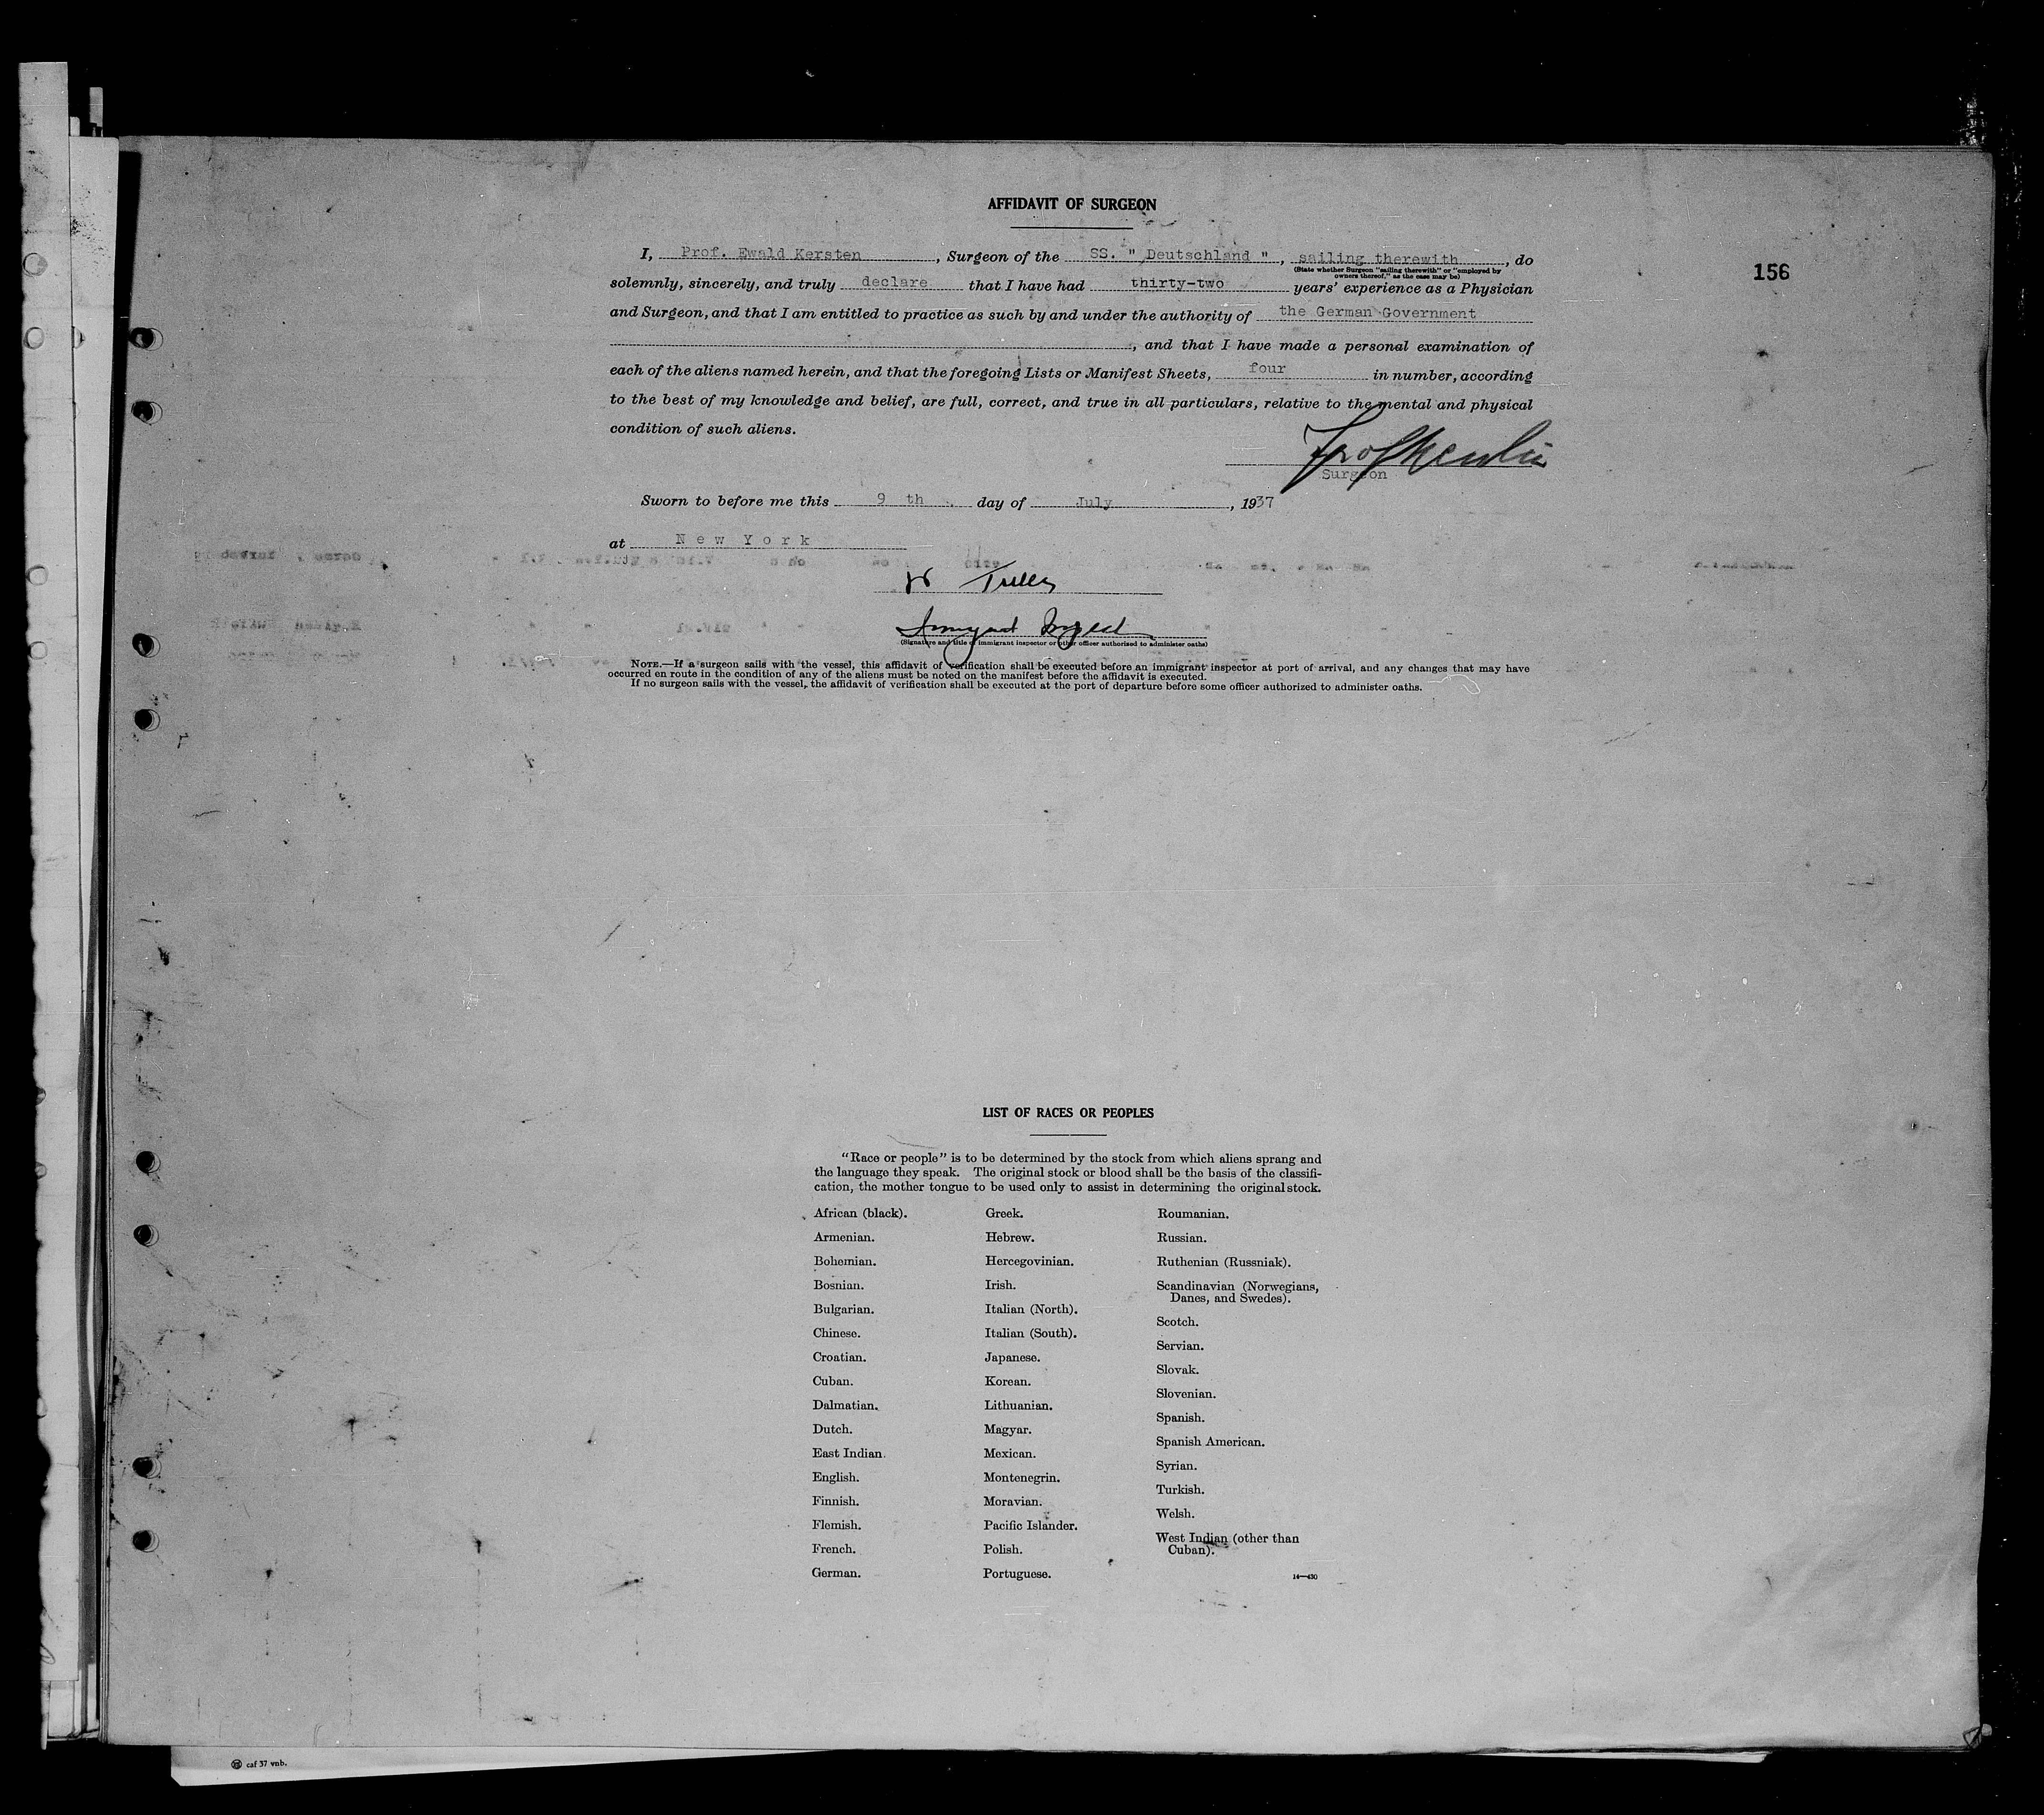 AFFIDAVIT OF SURGEON
156
I, Prof. Ewald Kersten, Surgeon of the SS. " Deutschland ", sailing therewith, do
(State whether Surgeon "sailing therewith" or "employed by
owners thereof," as the case may be)
solemnly, sincerely, and truly declare that I have had thirty-two years' experience as a Physician
and Surgeon, and that I am entitled to practice as such by and under the authority of the German Government
, and that I have made a personal examination of
each of the aliens named herein, and that the foregoing Lists or Manifest Sheets, four in number, according
to the best of my knowledge and belief, are full, correct, and true in all particulars, relative to the mental and physical
condition of such aliens.
Surgeon
Sworn to before me this 9 th day of July, 1937
at New York
(Signature and title of immigrant inspector or other officer authorized to administer oaths)
NOTE.—If a surgeon sails with the vessel, this affidavit of verification shall be executed before an immigrant inspector at port of arrival, and any changes that may have
occurred en route in the condition of any of the aliens must be noted on the manifest before the affidavit is executed.
If no surgeon sails with the vessel, the affidavit of verification shall be executed at the port of departure before some officer authorized to administer oaths.
LIST OF RACES OR PEOPLES
"Race or people" is to be determined by the stock from which aliens sprang and
the language they speak. The original stock or blood shall be the basis of the classifi-
cation, the mother tongue to be used only to assist in determining the original stock.
African (black).
Armenian.
Bohemian.
Bosnian.
Bulgarian.
Chinese.
Croatian.
Cuban.
Dalmatian.
Dutch.
East Indian.
English.
Finnish.
Flemish.
French.
German.
Greek.
Hebrew.
Hercegovinian.
Irish.
Italian (North).
Italian (South).
Japanese.
Korean.
Lithuanian.
Magyar.
Mexican.
Montenegrin.
Moravian.
Pacific Islander.
Polish.
Portuguese.
Roumanian.
Russian.
Ruthenian (Russniak).
Scandinavian (Norwegians,
Danes, and Swedes).
Scotch.
Servian.
Slovak.
Slovenian.
Spanish.
Spanish American.
Syrian.
Turkish.
Welsh.
West Indian (other than
Cuban).
14—430
caf 37 vnb.